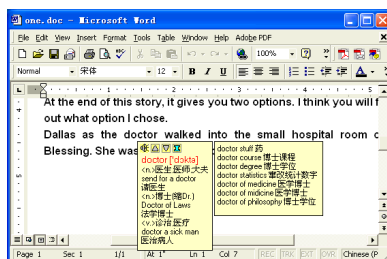 one.doc - Microsoft Word
File Edit View Insert Format Tools Table Window Help Adobe PDF
100%
Normal 宋体 12 B I U A
At the end of this story, it gives you two options. I think you will f
out what option I chose.
Dallas as the doctor walked into the small hospital room o
Blessing. She was
doctor ['dɔktə]
<n.>医生 医师 大夫
send for a doctor
请医生
<n.>博士(缩Dr.)
Doctor of Laws
法学博士
<v.>诊治 医疗
doctor a sick man
医治病人
doctor stuff 药
doctor course 博士课程
doctor degree 博士学位
doctor statistics 窜改统计数字
doctor of medicine 医学博士
doctor of midicine 医学博士
doctor of philosophy 博士学位
Page 1 Sec 1 1/1 At 1" Ln 1 Col 7 REC TRK EXT OVR Chinese (P